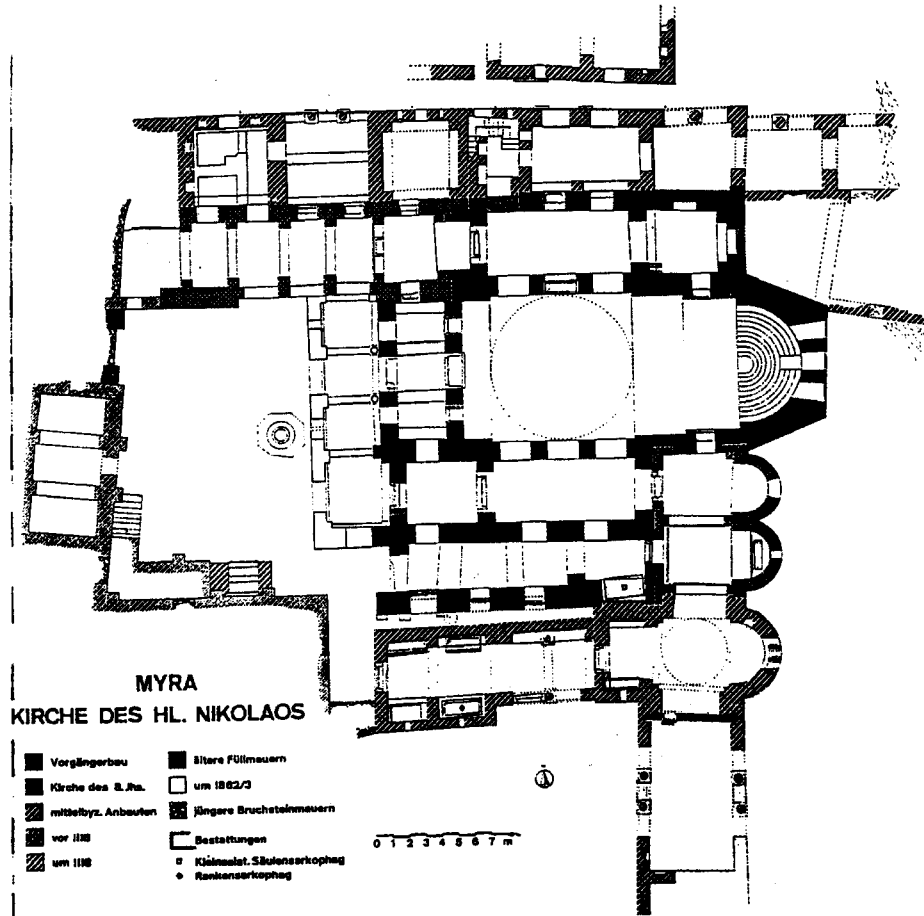 MYRA
KIRCHE DES HL. NIKOLAOS
Vorgängerbau
Kirche des 8. Jhs.
mittelbyz. Anbauten
vor 1118
um 1118
ältere Füllmauern
um 1862/3
jüngere Bruchsteinmauern
Bestattungen
Kleinasiat. Säulensarkophag
Rankensarkophag
0 1 2 3 4 5 6 7 m